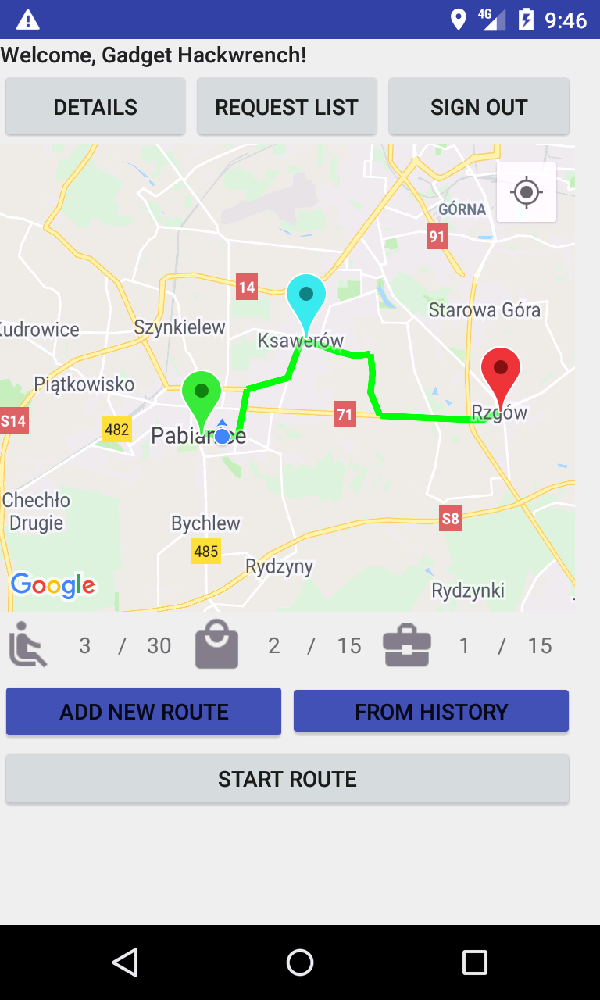 4G 9:46
Welcome, Gadget Hackwrench!
DETAILS REQUEST LIST SIGN OUT
GÓRNA
91
14
Starowa Góra
Szynkielew
Ksawerów
Piątkowisko
Rzgów
71
S14
482
Pabianice
Chechło
Drugie
S8
Bychlew
485
Rydzyny
Google
Rydzynki
3 / 30 2 / 15 1 / 15
ADD NEW ROUTE FROM HISTORY
START ROUTE